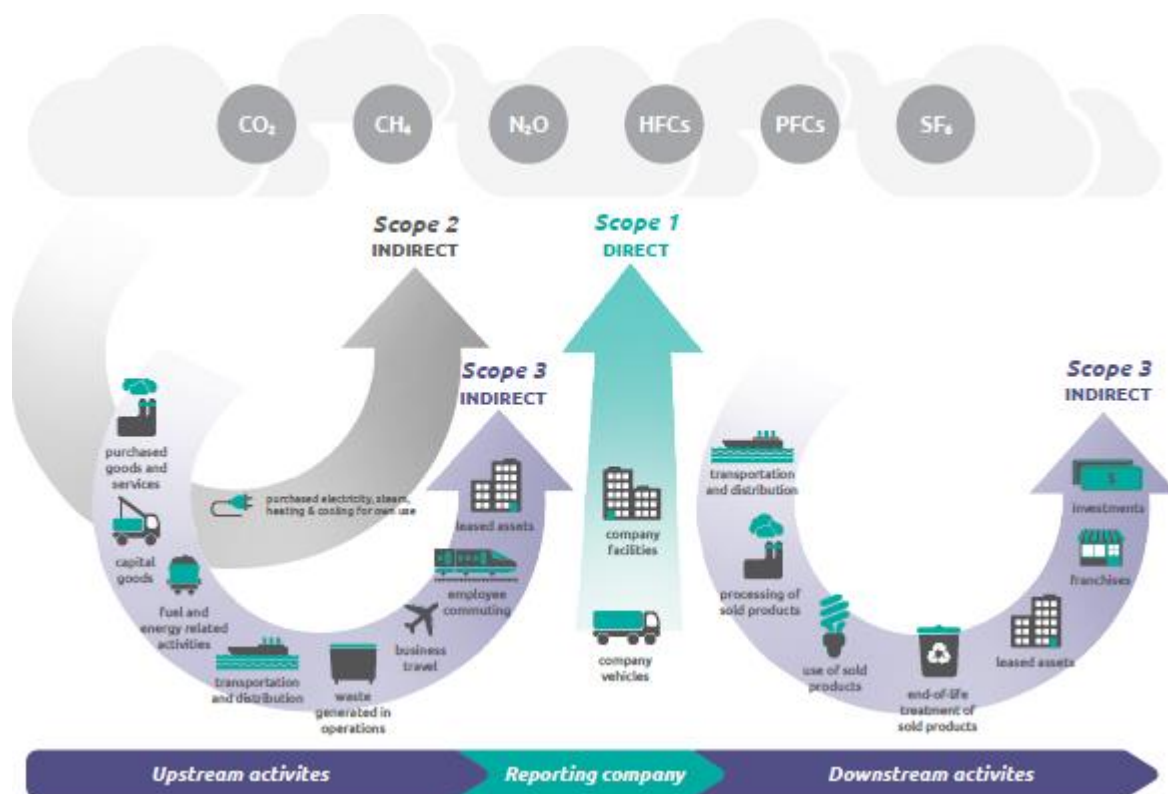 CO₂
CH₄
N₂O
HFCs
PFCs
SF₆
Scope 2
INDIRECT
Scope 1
DIRECT
Scope 3
INDIRECT
Scope 3
INDIRECT
purchased
goods and
services
capital
goods
fuel and
energy related
activities
transportation
and distribution
waste
generated in
operations
business
travel
employee
commuting
leased assets
purchased electricity, steam,
heating & cooling for own use
company
facilities
company
vehicles
transportation
and distribution
processing of
sold products
use of sold
products
end-of-life
treatment of
sold products
leased assets
franchises
investments
$
Upstream activites
Reporting company
Downstream activites